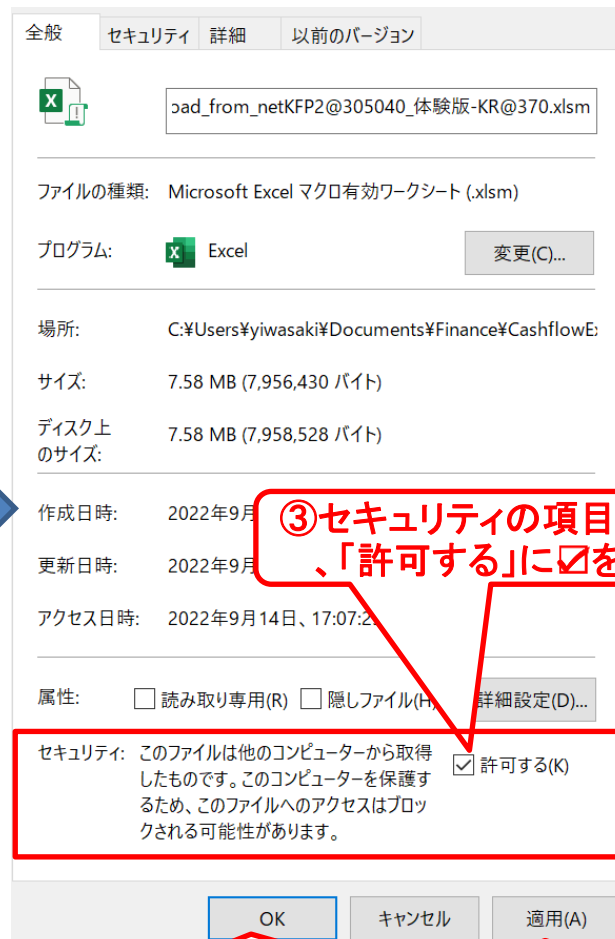 全般 セキュリティ 詳細 以前のバージョン
oad_from_netKFP2@305040_体験版-KR@370.xlsm
ファイルの種類: Microsoft Excel マクロ有効ワークシート (.xlsm)
プログラム: Excel 変更(C)...
場所: C:¥Users¥yiwasaki¥Documents¥Finance¥CashflowE
サイズ: 7.58 MB (7,956,430 バイト)
ディスク上
のサイズ: 7.58 MB (7,958,528 バイト)
③セキュリティの項目
、「許可する」に☑を
作成日時: 2022年9月
更新日時: 2022年9月
アクセス日時: 2022年9月14日、17:07:2
属性: 読み取り専用(R) 隠しファイル(H) 詳細設定(D)...
セキュリティ: このファイルは他のコンピューターから取得
したものです。このコンピューターを保護す
るため、このファイルへのアクセスはブロッ
クされる可能性があります。
許可する(K)
OK キャンセル 適用(A)